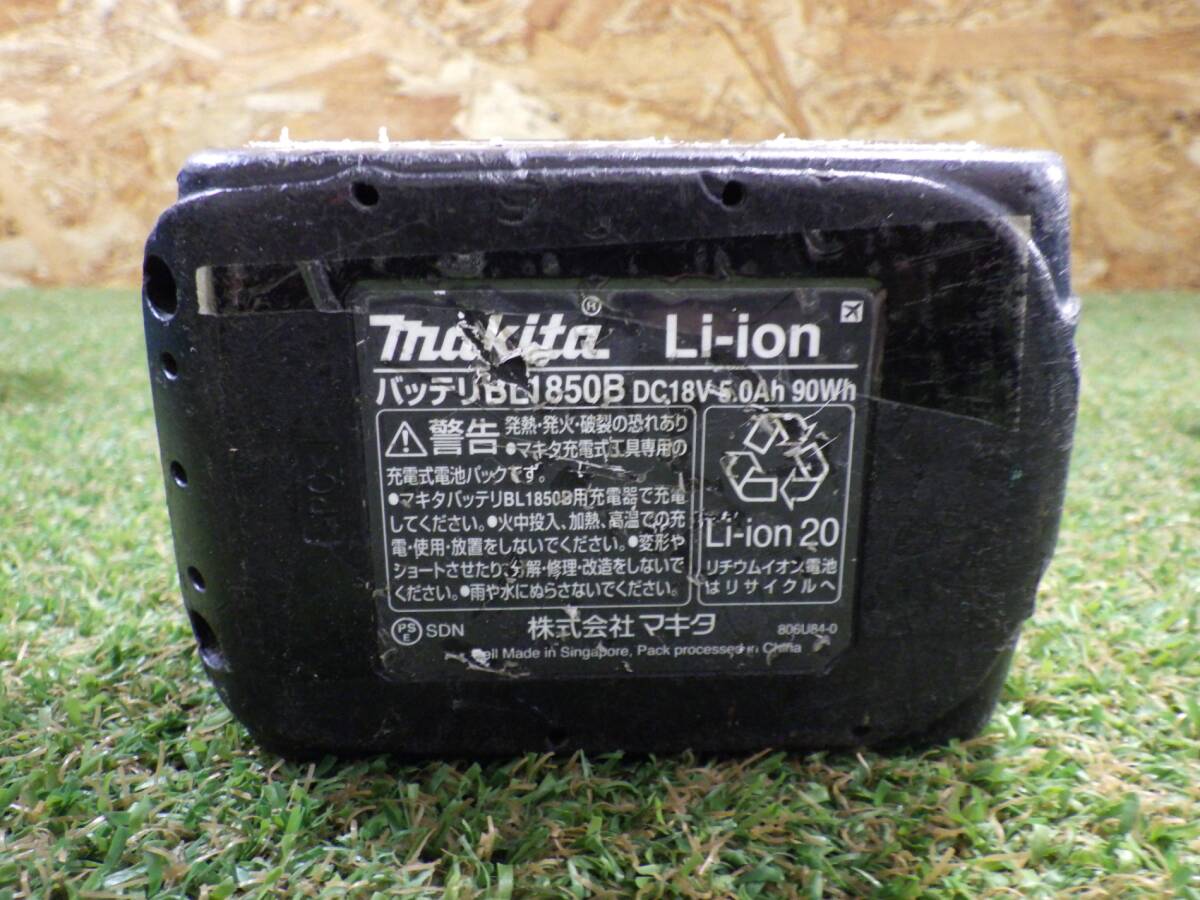 makita® Li-ion
バッテリBL1850B DC18V 5.0Ah 90Wh
警告 発熱・発火・破裂の恐れあり
●マキタ充電式工具専用の
充電式電池パックです。
●マキタバッテリBL1850B用充電器で充電
してください。●火中投入、加熱、高温での充
電・使用・放置をしないでください。●変形や
ショートさせたり、分解・修理・改造をしないで
ください。●雨や水にぬらさないでください。
Li-ion 20
リチウムイオン電池
はリサイクルへ
PS
E SDN
株式会社マキタ
806U84-0
Cell Made in Singapore, Pack processed in China